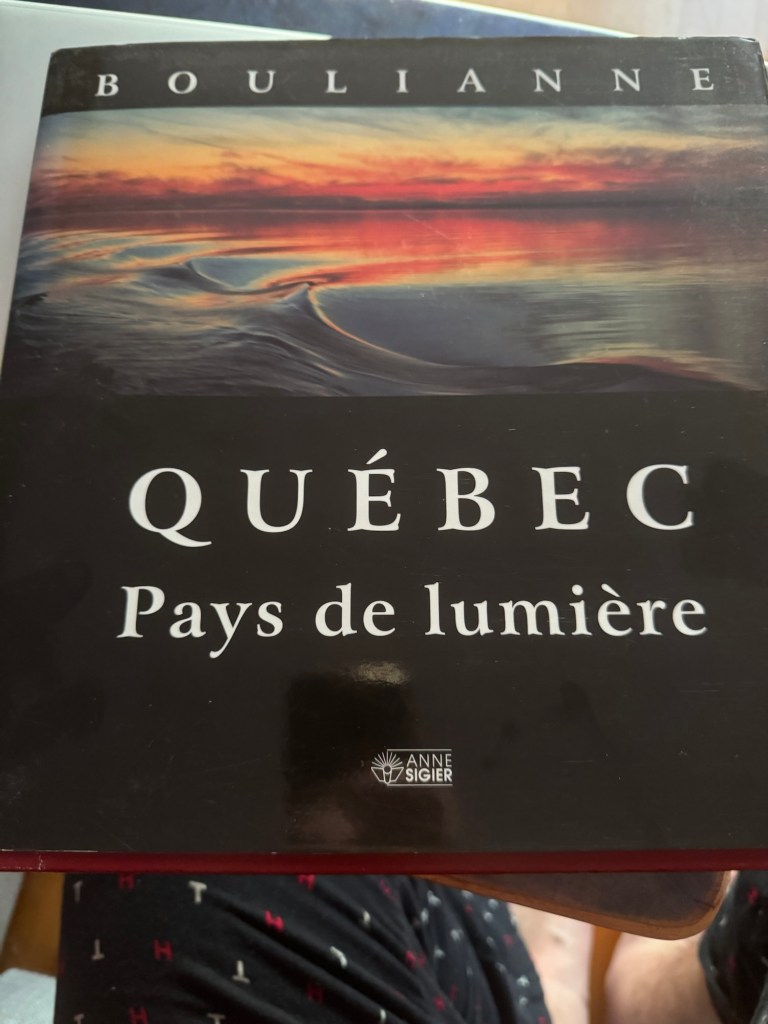 BOULIANNE
QUÉBEC
Pays de lumière
ANNE
SIGIER